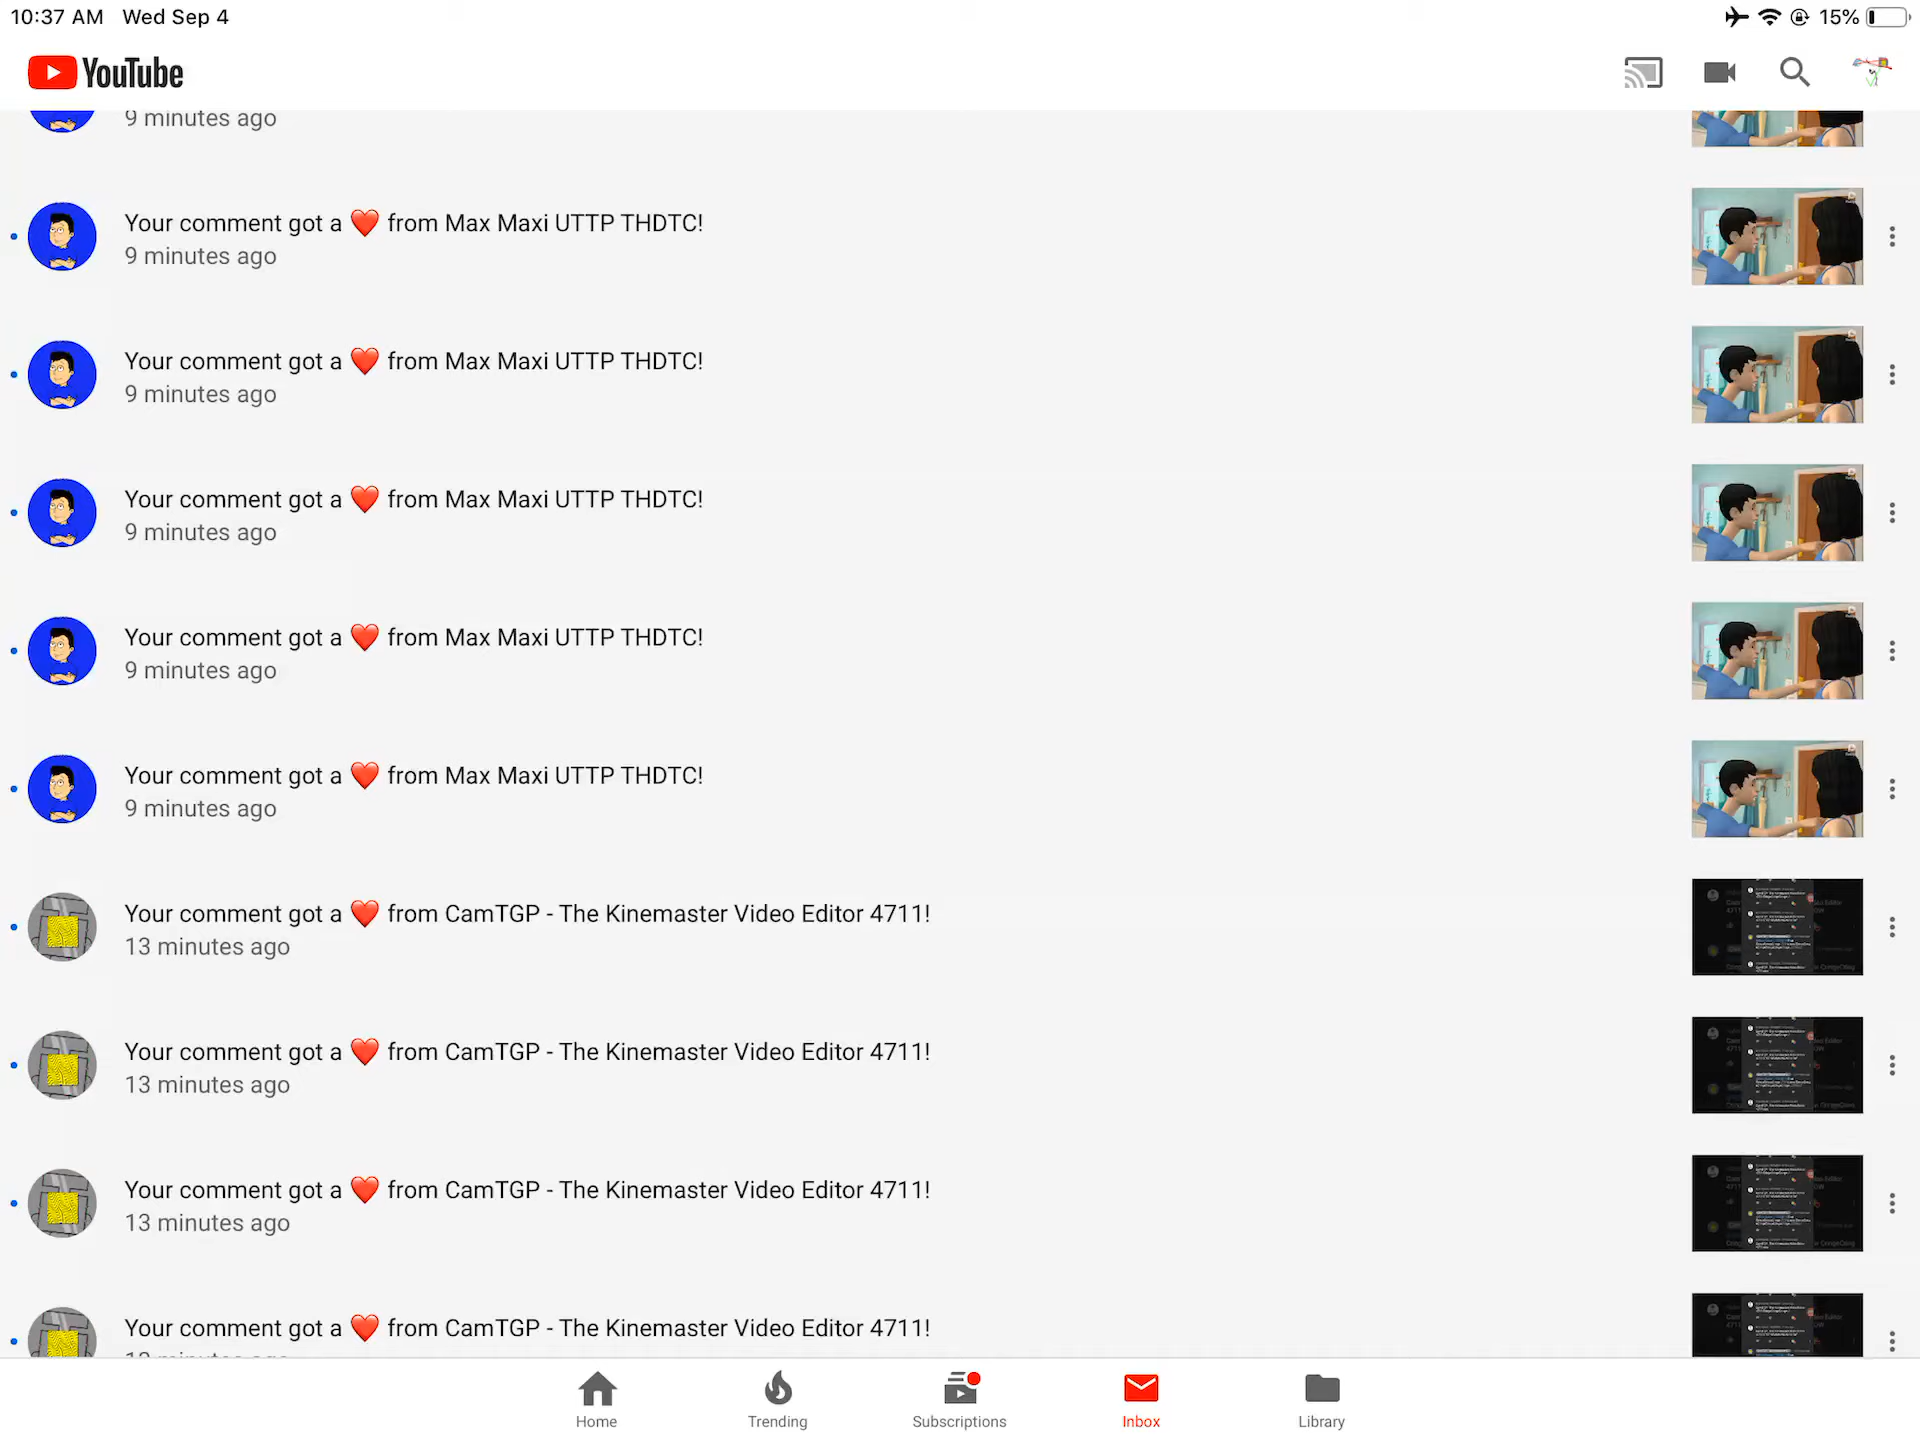 10:37 AM Wed Sep 4
15%
YouTube
9 minutes ago
Your comment got a ❤️ from Max Maxi UTTP THDTC!
9 minutes ago
Your comment got a ❤️ from Max Maxi UTTP THDTC!
9 minutes ago
Your comment got a ❤️ from Max Maxi UTTP THDTC!
9 minutes ago
Your comment got a ❤️ from Max Maxi UTTP THDTC!
9 minutes ago
Your comment got a ❤️ from Max Maxi UTTP THDTC!
9 minutes ago
Your comment got a ❤️ from CamTGP - The Kinemaster Video Editor 4711!
13 minutes ago
Your comment got a ❤️ from CamTGP - The Kinemaster Video Editor 4711!
13 minutes ago
Your comment got a ❤️ from CamTGP - The Kinemaster Video Editor 4711!
13 minutes ago
Your comment got a ❤️ from CamTGP - The Kinemaster Video Editor 4711!
Home
Trending
Subscriptions
Inbox
Library